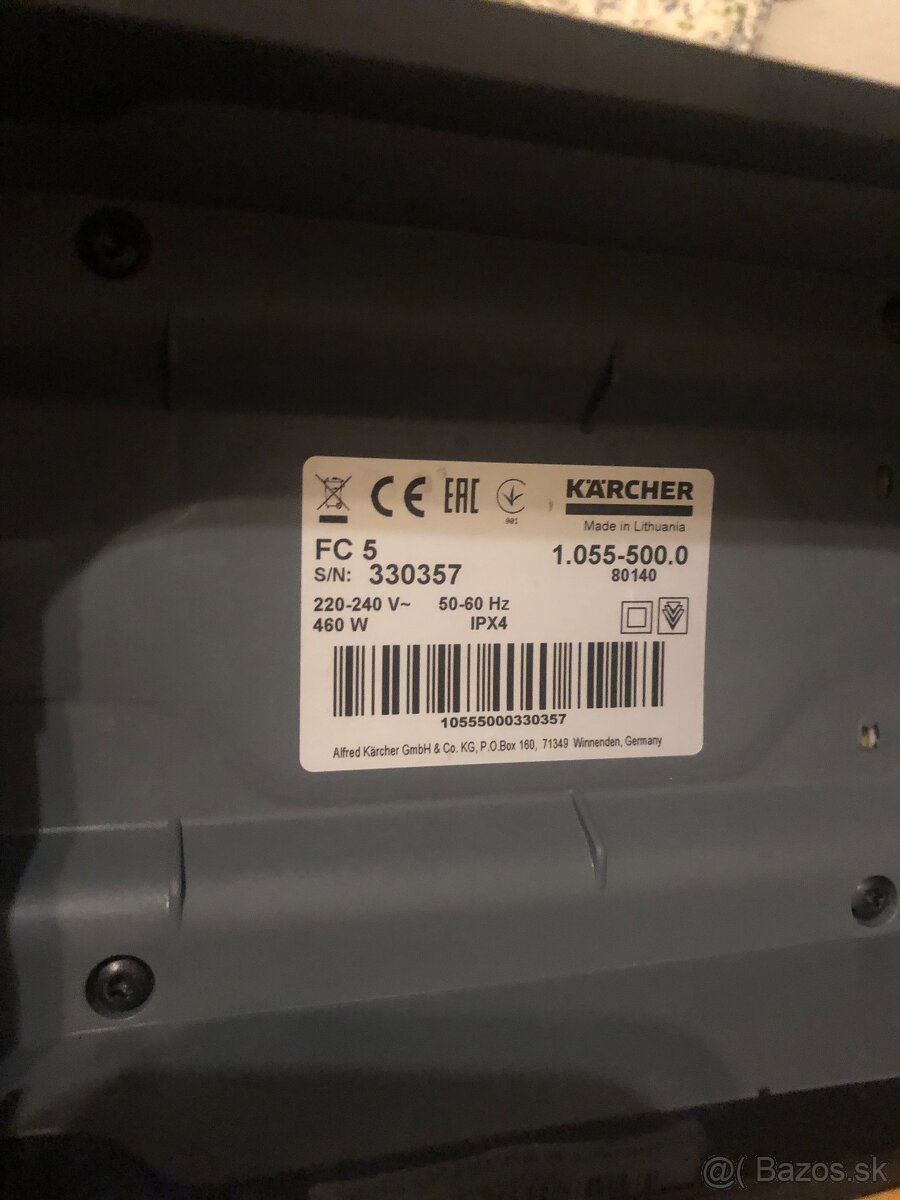 CE EAC
001
KÄRCHER
Made in Lithuania
FC 5
1.055-500.0
S/N: 330357
80140
220-240 V~ 50-60 Hz
460 W IPX4
10555000330357
Alfred Kärcher GmbH & Co. KG, P.O.Box 160, 71349 Winnenden, Germany
@( Bazos.sk